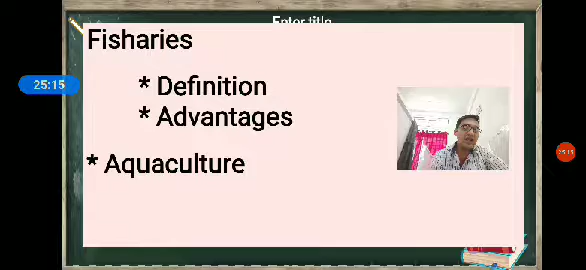 Enter title
Fisharies
* Definition
25:15
* Advantages
* Aquaculture